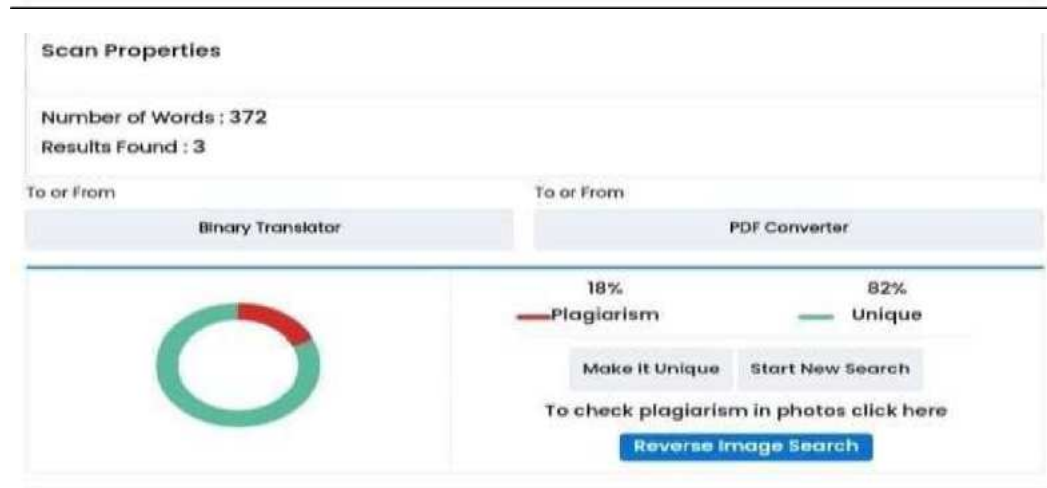 Scan Properties
Number of Words : 372
Results Found : 3
To or From
To or From
Binary Translator
PDF Converter
18%
82%
Plagiarism
Unique
Make it Unique
Start New Search
To check plagiarism in photos click here
Reverse Image Search